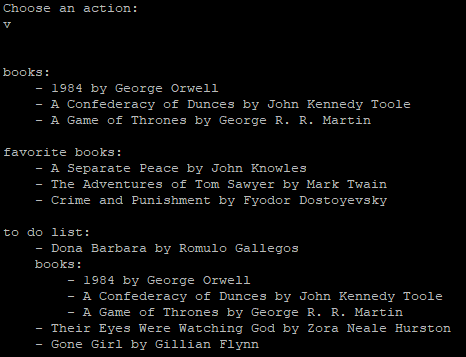 Choose an action:
v
books:
- 1984 by George Orwell
- A Confederacy of Dunces by John Kennedy Toole
- A Game of Thrones by George R. R. Martin
favorite books:
- A Separate Peace by John Knowles
- The Adventures of Tom Sawyer by Mark Twain
- Crime and Punishment by Fyodor Dostoyevsky
to do list:
- Dona Barbara by Romulo Gallegos
books:
- 1984 by George Orwell
- A Confederacy of Dunces by John Kennedy Toole
- A Game of Thrones by George R. R. Martin
- Their Eyes Were Watching God by Zora Neale Hurston
- Gone Girl by Gillian Flynn